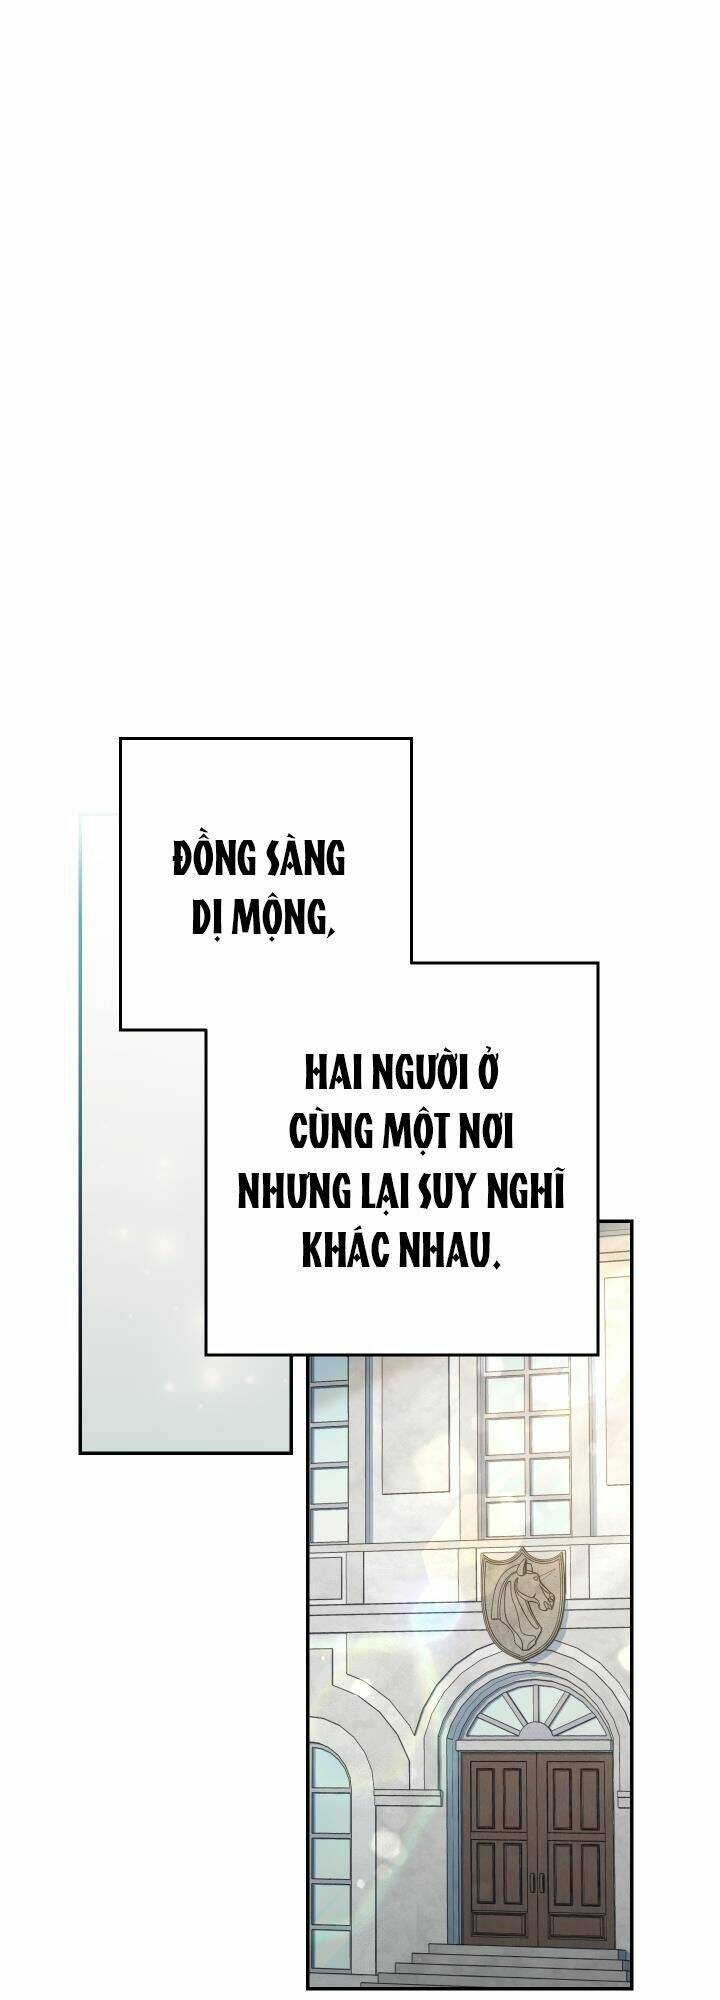 ĐỒNG SÀNG
DỊ MỘNG,
HAI NGƯỜI Ở
CÙNG MỘT NƠI
NHƯNG LẠI SUY NGHĨ
KHÁC NHAU.